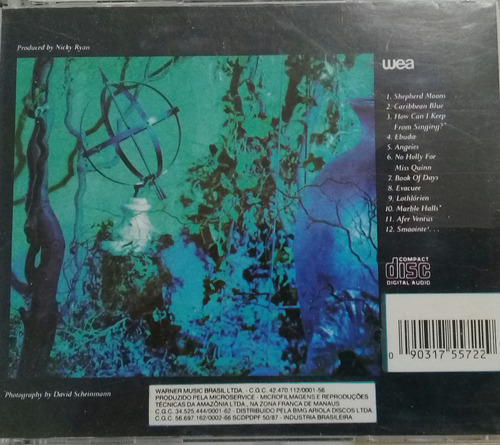 Produced by Nicky Ryan
wea
1. Shepherd Moons
2. Caribbean Blue
3. How Can I Keep
From Singing?*
4. Ebudæ
5. Angeles
6. No Holly For
Miss Quinn
7. Book Of Days
8. Evacuee
9. Lothlórien
10. Marble Halls*
11. Afer Ventus
12. Smaointe . . .
COMPACT
disc
DIGITAL AUDIO
0 90317 55722
Photography by David Scheinmann
WARNER MUSIC BRASIL LTDA. - C.G.C. 42.470.112/0001-56
PRODUZIDO PELA MICROSERVICE - MICROFILMAGENS E REPRODUÇÕES
TÉCNICAS DA AMAZÔNIA LTDA., NA ZONA FRANCA DE MANAUS
C.G.C. 34.525.444/0001-62 - DISTRIBUÍDO PELA BMG ARIOLA DISCOS LTDA.
C.G.C. 56.697.162/0002-66 SCDPDPF 50/87 - INDÚSTRIA BRASILEIRA